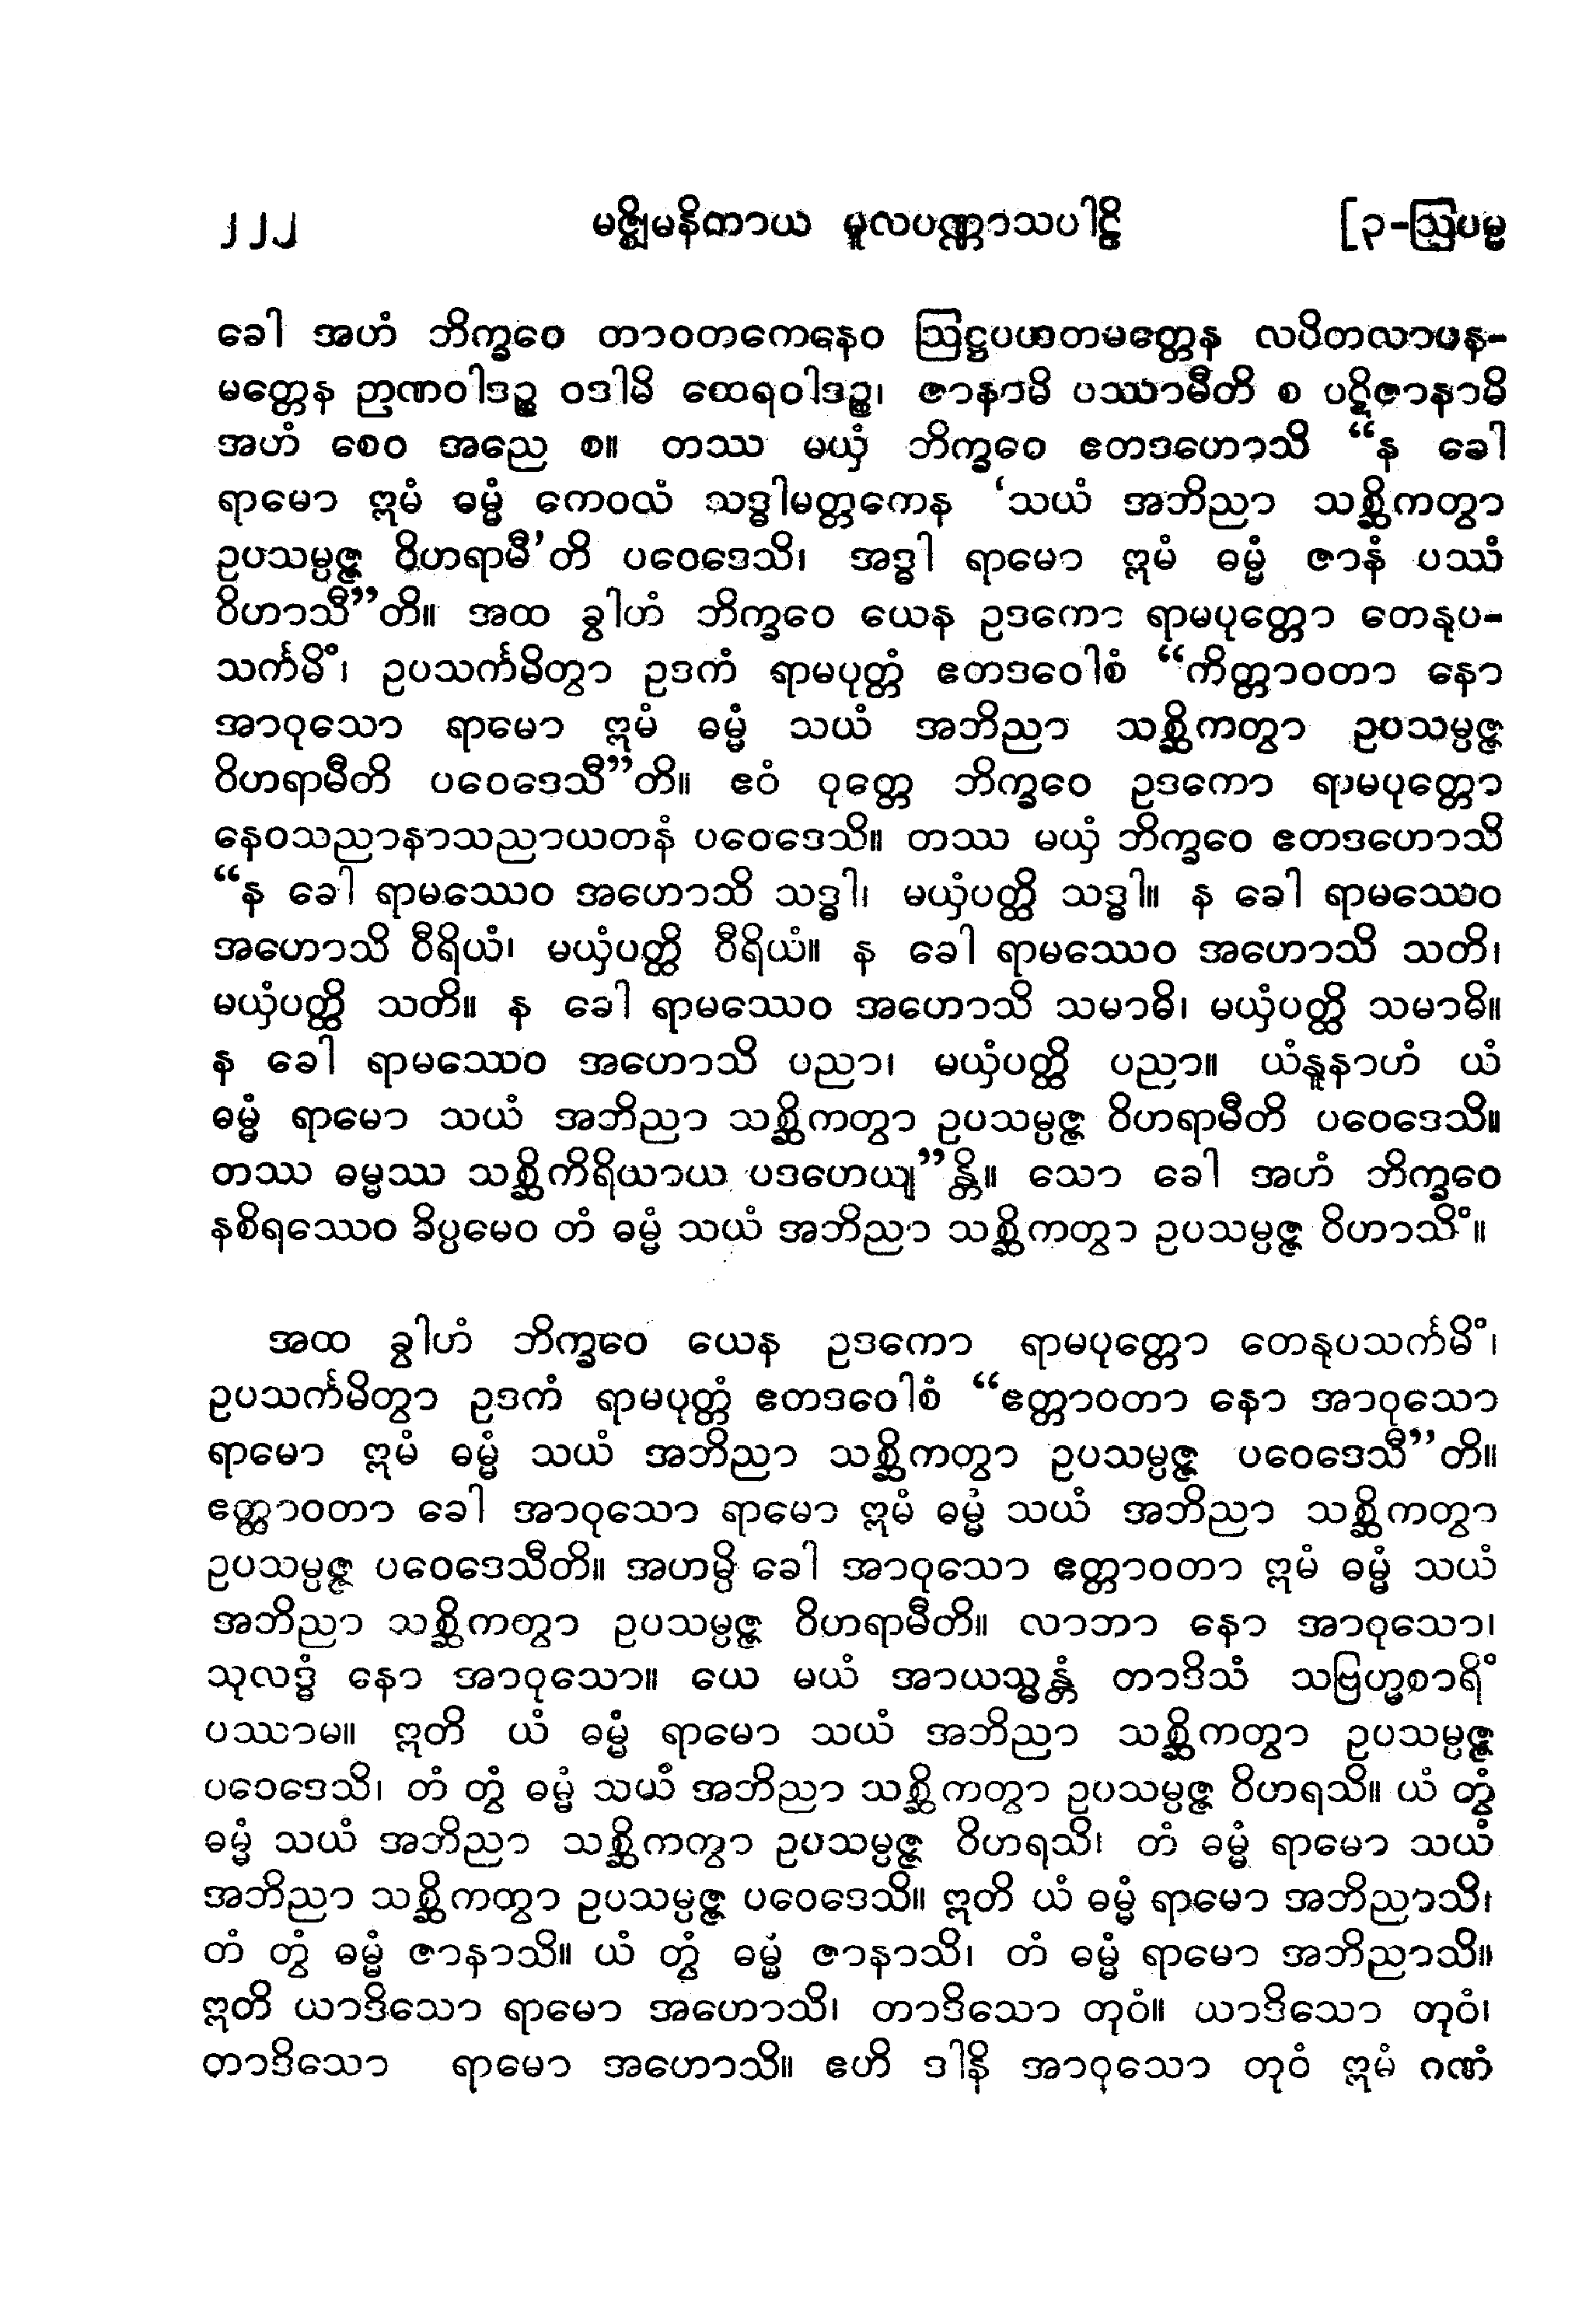 ၂၂၂ မဇ္ဈိမနိကာယ မူလပဏ္ဏာသပါဠိ [၃-ဩပမ္မ
ခေါ အဟံ ဘိက္ခဝေ တာဝတကေနေဝ ဩဋ္ဌပဟတမတ္တေန လပိတလာပန-
မတ္တေန ဉာဏဝါဒဉ္စ ဝဒါမိ ထေရဝါဒဉ္စ၊ ဇာနာမိ ပဿာမီတိ စ ပဋိဇာနာမိ
အဟံ စေဝ အညေ စ။ တဿ မယှံ ဘိက္ခဝေ ဧတဒဟောသိ “န ခေါ
ရာမော ဣမံ ဓမ္မံ ကေဝလံ သဒ္ဓါမတ္တကေန ‘သယံ အဘိညာ သစ္ဆိကတွာ
ဥပသမ္ပဇ္ဇ ဝိဟရာမီ’တိ ပဝေဒေသိ၊ အဒ္ဓါ ရာမော ဣမံ ဓမ္မံ ဇာနံ ပဿံ
ဝိဟာသီ”တိ။ အထ ခွါဟံ ဘိက္ခဝေ ယေန ဥဒကော ရာမပုတ္တော တေနုပ-
သင်္ကမိံ၊ ဥပသင်္ကမိတွာ ဥဒကံ ရာမပုတ္တံ ဧတဒဝေါစံ “ကိတ္တာဝတာ နော
အာဝုသော ရာမော ဣမံ ဓမ္မံ သယံ အဘိညာ သစ္ဆိကတွာ ဥပသမ္ပဇ္ဇ
ဝိဟရာမီတိ ပဝေဒေသီ”တိ။ ဧဝံ ဝုတ္တေ ဘိက္ခဝေ ဥဒကော ရာမပုတ္တော
နေဝသညာနာသညာယတနံ ပဝေဒေသိ။ တဿ မယှံ ဘိက္ခဝေ ဧတဒဟောသိ
“န ခေါ ရာမဿေဝ အဟောသိ သဒ္ဓါ၊ မယှံပတ္ထိ သဒ္ဓါ။ န ခေါ ရာမဿေဝ
အဟောသိ ဝီရိယံ၊ မယှံပတ္ထိ ဝီရိယံ။ န ခေါ ရာမဿေဝ အဟောသိ သတိ၊
မယှံပတ္ထိ သတိ။ န ခေါ ရာမဿေဝ အဟောသိ သမာဓိ၊ မယှံပတ္ထိ သမာဓိ။
န ခေါ ရာမဿေဝ အဟောသိ ပညာ၊ မယှံပတ္ထိ ပညာ။ ယံနူနာဟံ ယံ
ဓမ္မံ ရာမော သယံ အဘိညာ သစ္ဆိကတွာ ဥပသမ္ပဇ္ဇ ဝိဟရာမီတိ ပဝေဒေသိ။
တဿ ဓမ္မဿ သစ္ဆိကိရိယာယ ပဒဟေယျ”န္တိ။ သော ခေါ အဟံ ဘိက္ခဝေ
နစိရဿေဝ ခိပ္ပမေဝ တံ ဓမ္မံ သယံ အဘိညာ သစ္ဆိကတွာ ဥပသမ္ပဇ္ဇ ဝိဟာသိံ။
အထ ခွါဟံ ဘိက္ခဝေ ယေန ဥဒကော ရာမပုတ္တော တေနုပသင်္ကမိံ၊
ဥပသင်္ကမိတွာ ဥဒကံ ရာမပုတ္တံ ဧတဒဝေါစံ “ဧတ္တာဝတာ နော အာဝုသော
ရာမော ဣမံ ဓမ္မံ သယံ အဘိညာ သစ္ဆိကတွာ ဥပသမ္ပဇ္ဇ ပဝေဒေသီ”တိ။
ဧတ္တာဝတာ ခေါ အာဝုသော ရာမော ဣမံ ဓမ္မံ သယံ အဘိညာ သစ္ဆိကတွာ
ဥပသမ္ပဇ္ဇ ပဝေဒေသီတိ။ အဟမ္ပိ ခေါ အာဝုသော ဧတ္တာဝတာ ဣမံ ဓမ္မံ သယံ
အဘိညာ သစ္ဆိကတွာ ဥပသမ္ပဇ္ဇ ဝိဟရာမီတိ။ လာဘာ နော အာဝုသော၊
သုလဒ္ဓံ နော အာဝုသော။ ယေ မယံ အာယသ္မန္တံ တာဒိသံ သဗြဟ္မစာရိံ
ပဿာမ။ ဣတိ ယံ ဓမ္မံ ရာမော သယံ အဘိညာ သစ္ဆိကတွာ ဥပသမ္ပဇ္ဇ
ပဝေဒေသိ၊ တံ တွံ ဓမ္မံ သယံ အဘိညာ သစ္ဆိကတွာ ဥပသမ္ပဇ္ဇ ဝိဟရသိ။ ယံ တွံ
ဓမ္မံ သယံ အဘိညာ သစ္ဆိကတွာ ဥပသမ္ပဇ္ဇ ဝိဟရသိ၊ တံ ဓမ္မံ ရာမော သယံ
အဘိညာ သစ္ဆိကတွာ ဥပသမ္ပဇ္ဇ ပဝေဒေသိ။ ဣတိ ယံ ဓမ္မံ ရာမော အဘိညာသိ၊
တံ တွံ ဓမ္မံ ဇာနာသိ။ ယံ တွံ ဓမ္မံ ဇာနာသိ၊ တံ ဓမ္မံ ရာမော အဘိညာသိ။
ဣတိ ယာဒိသော ရာမော အဟောသိ၊ တာဒိသော တုဝံ။ ယာဒိသော တုဝံ၊
တာဒိသော ရာမော အဟောသိ။ ဧဟိ ဒါနိ အာဝုသော တုဝံ ဣမံ ဂဏံ